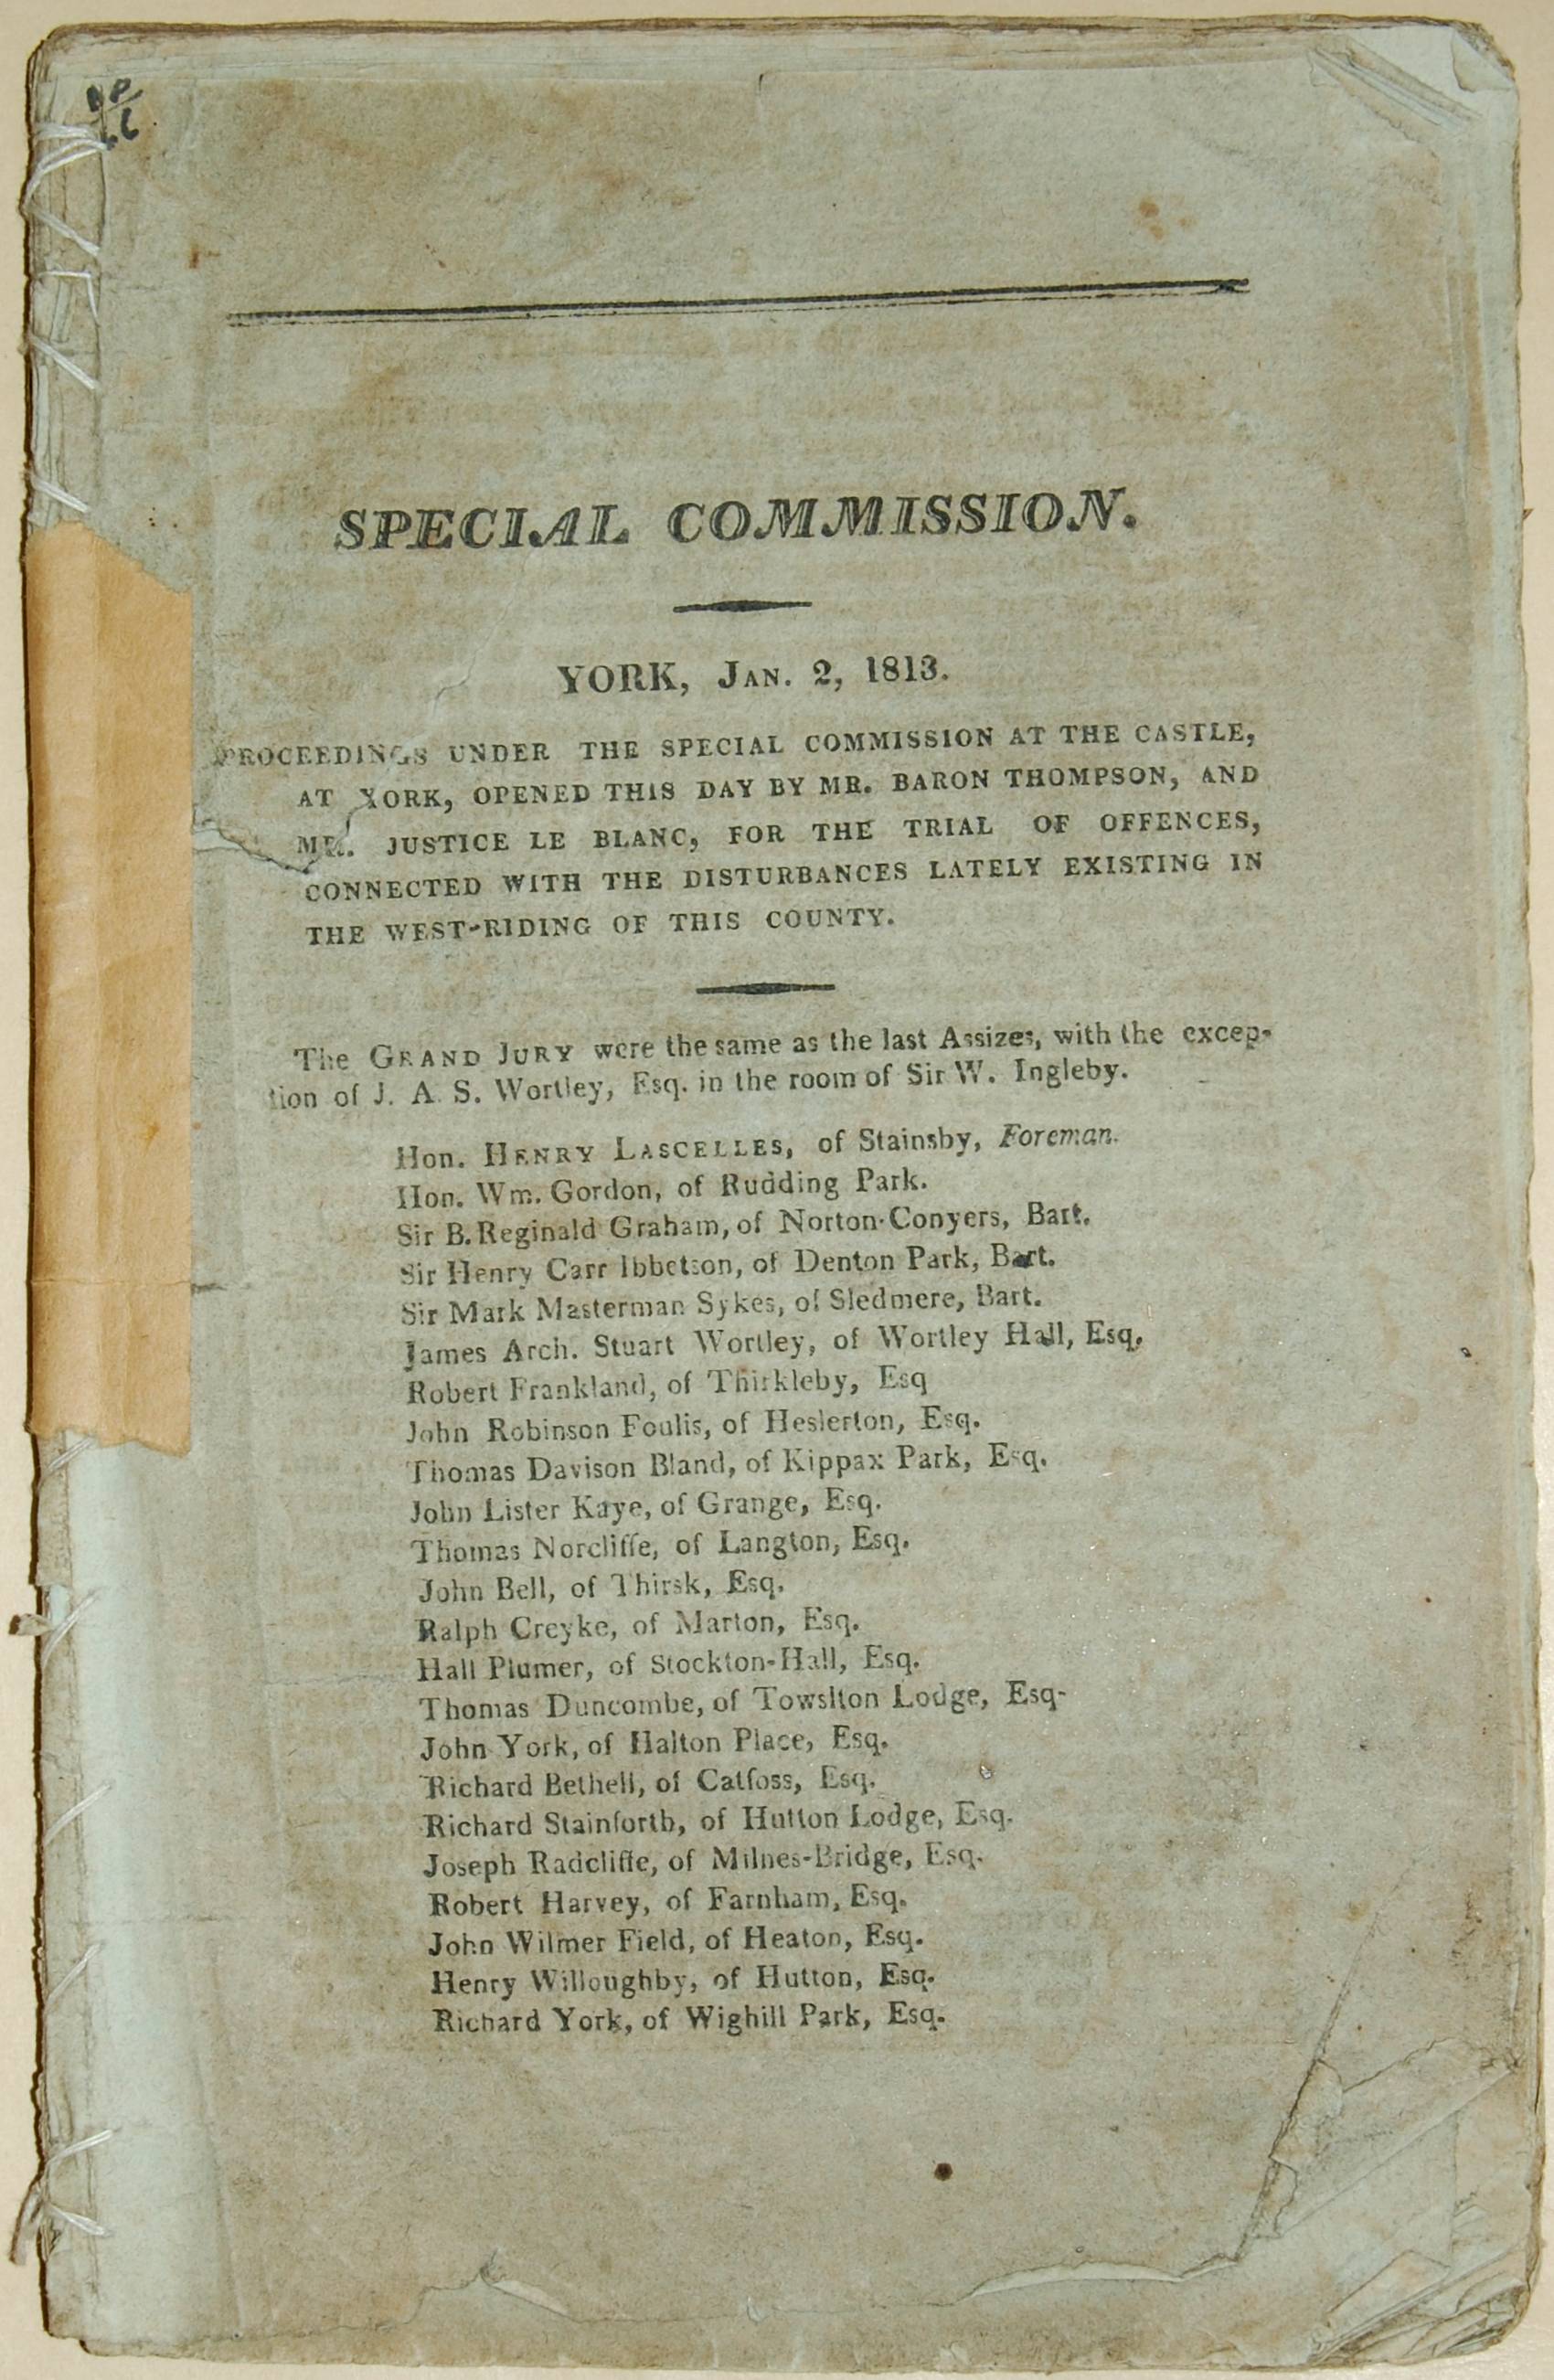 SPECIAL COMMISSION.
YORK, JAN. 2, 1813.
PROCEEDINGS UNDER THE SPECIAL COMMISSION AT THE CASTLE,
AT YORK, OPENED THIS DAY BY MR. BARON THOMPSON, AND
MR. JUSTICE LE BLANC, FOR THE TRIAL OF OFFENCES,
CONNECTED WITH THE DISTURBANCES LATELY EXISTING IN
THE WEST-RIDING OF THIS COUNTY.
The GRAND JURY were the same as the last Assizes, with the excep-
tion of J. A. S. Wortley, Esq. in the room of Sir W. Ingleby.
Hon. HENRY LASCELLES, of Stainsby, Foreman.
Hon. Wm. Gordon, of Rudding Park.
Sir B. Reginald Graham, of Norton-Conyers, Bart.
Sir Henry Carr Ibbetson, of Denton Park, Bart.
Sir Mark Masterman Sykes, of Sledmere, Bart.
James Arch. Stuart Wortley, of Wortley Hall, Esq.
Robert Frankland, of Thirkleby, Esq
John Robinson Foulis, of Heslerton, Esq.
Thomas Davison Bland, of Kippax Park, Esq.
John Lister Kaye, of Grange, Esq.
Thomas Norcliffe, of Langton, Esq.
John Bell, of Thirsk, Esq.
Ralph Creyke, of Marton, Esq.
Hall Plumer, of Stockton-Hall, Esq.
Thomas Duncombe, of Towslton Lodge, Esq-
John York, of Halton Place, Esq.
Richard Bethell, of Catfoss, Esq.
Richard Stainforth, of Hutton Lodge, Esq.
Joseph Radcliffe, of Milnes-Bridge, Esq.
Robert Harvey, of Farnham, Esq.
John Wilmer Field, of Heaton, Esq.
Henry Willoughby, of Hutton, Esq.
Richard York, of Wighill Park, Esq.